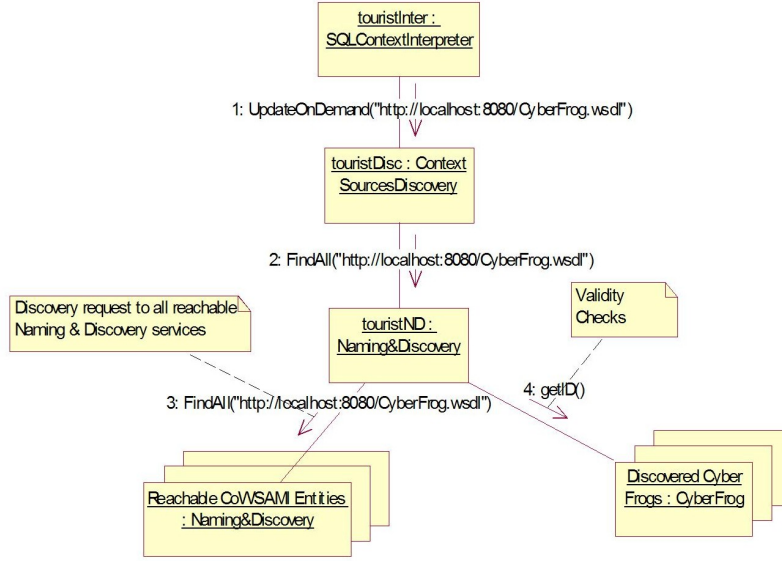 touristInter :
SQLContextInterpreter
1: UpdateOnDemand("http://localhost:8080/CyberFrog.wsdl")
touristDisc : Context
SourcesDiscovery
2: FindAll("http://localhost:8080/CyberFrog.wsdl")
Discovery request to all reachable
Naming & Discovery services
touristND :
Naming&Discovery
Validity
Checks
3: FindAll("http://localhost:8080/CyberFrog.wsdl")
4: getID()
Reachable CoWSAMI Entities
: Naming&Discovery
Discovered Cyber
Frogs : CyberFrog